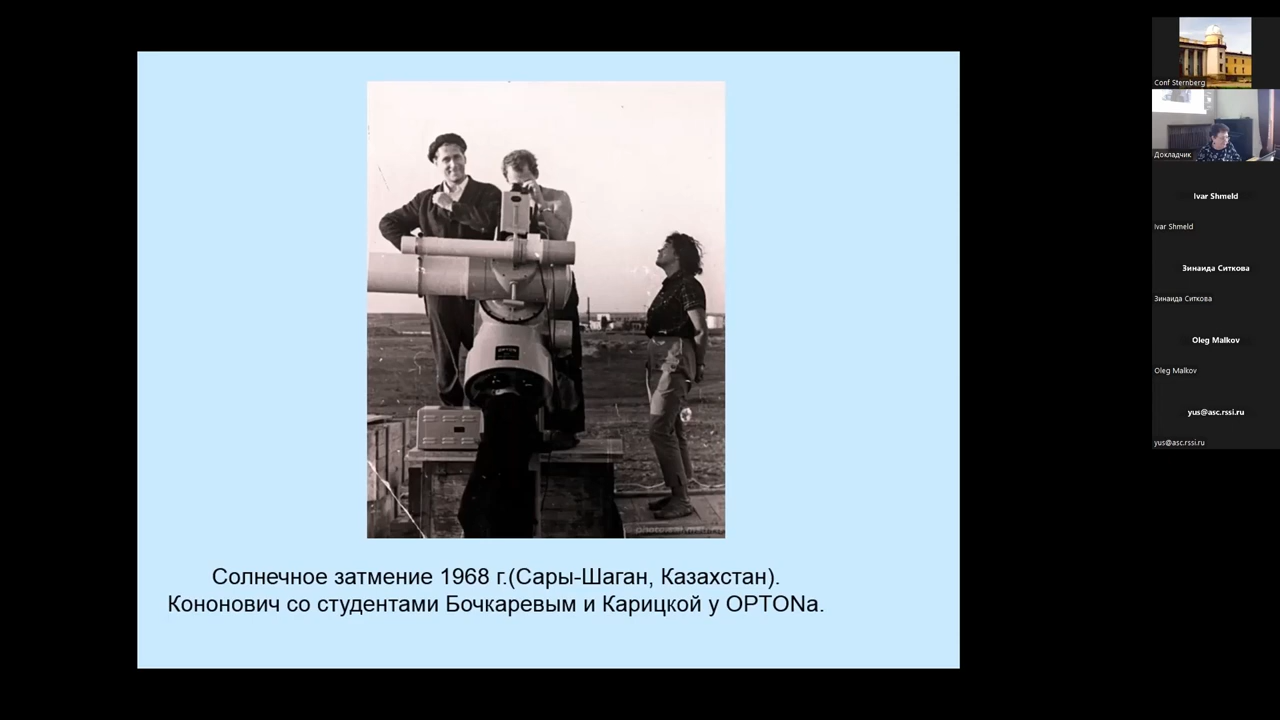 Солнечное затмение 1968 г.(Сары-Шаган, Казахстан).
Кононович со студентами Бочкаревым и Карицкой у OPTONа.
Conf Sternberg
Докладчик
Ivar Shmeld
Ivar Shmeld
Зинаида Ситкова
Зинаида Ситкова
Oleg Malkov
Oleg Malkov
yus@asc.rssi.ru
yus@asc.rssi.ru